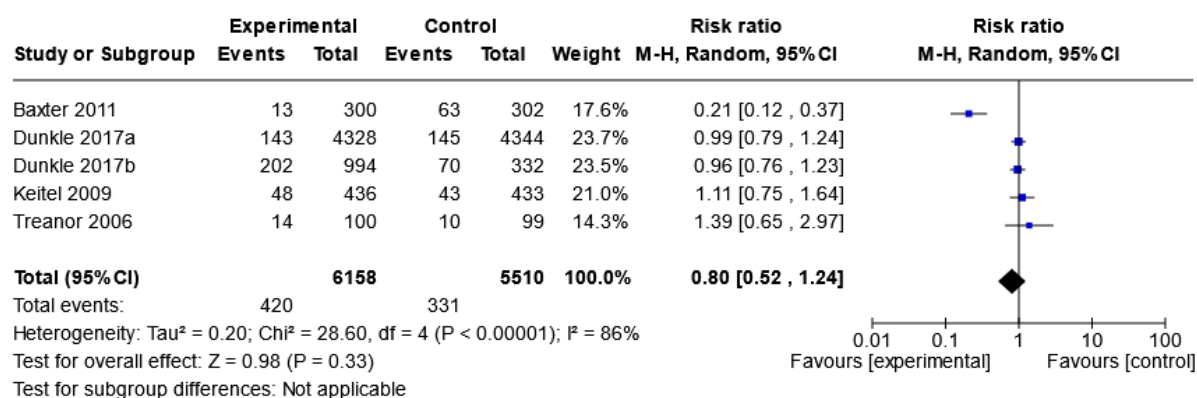 Experimental Control Risk ratio Risk ratio
Study or Subgroup Events Total Events Total Weight M-H, Random, 95% CI M-H, Random, 95% CI
Baxter 2011 13 300 63 302 17.6% 0.21 [0.12 , 0.37]
Dunkle 2017a 143 4328 145 4344 23.7% 0.99 [0.79 , 1.24]
Dunkle 2017b 202 994 70 332 23.5% 0.96 [0.76 , 1.23]
Keitel 2009 48 436 43 433 21.0% 1.11 [0.75 , 1.64]
Treanor 2006 14 100 10 99 14.3% 1.39 [0.65 , 2.97]
Total (95% CI) 6158 5510 100.0% 0.80 [0.52 , 1.24]
Total events: 420 331
Heterogeneity: Tau² = 0.20; Chi² = 28.60, df = 4 (P < 0.00001); I² = 86%
Test for overall effect: Z = 0.98 (P = 0.33)
Test for subgroup differences: Not applicable
0.01 0.1 1 10 100
Favours [experimental] Favours [control]